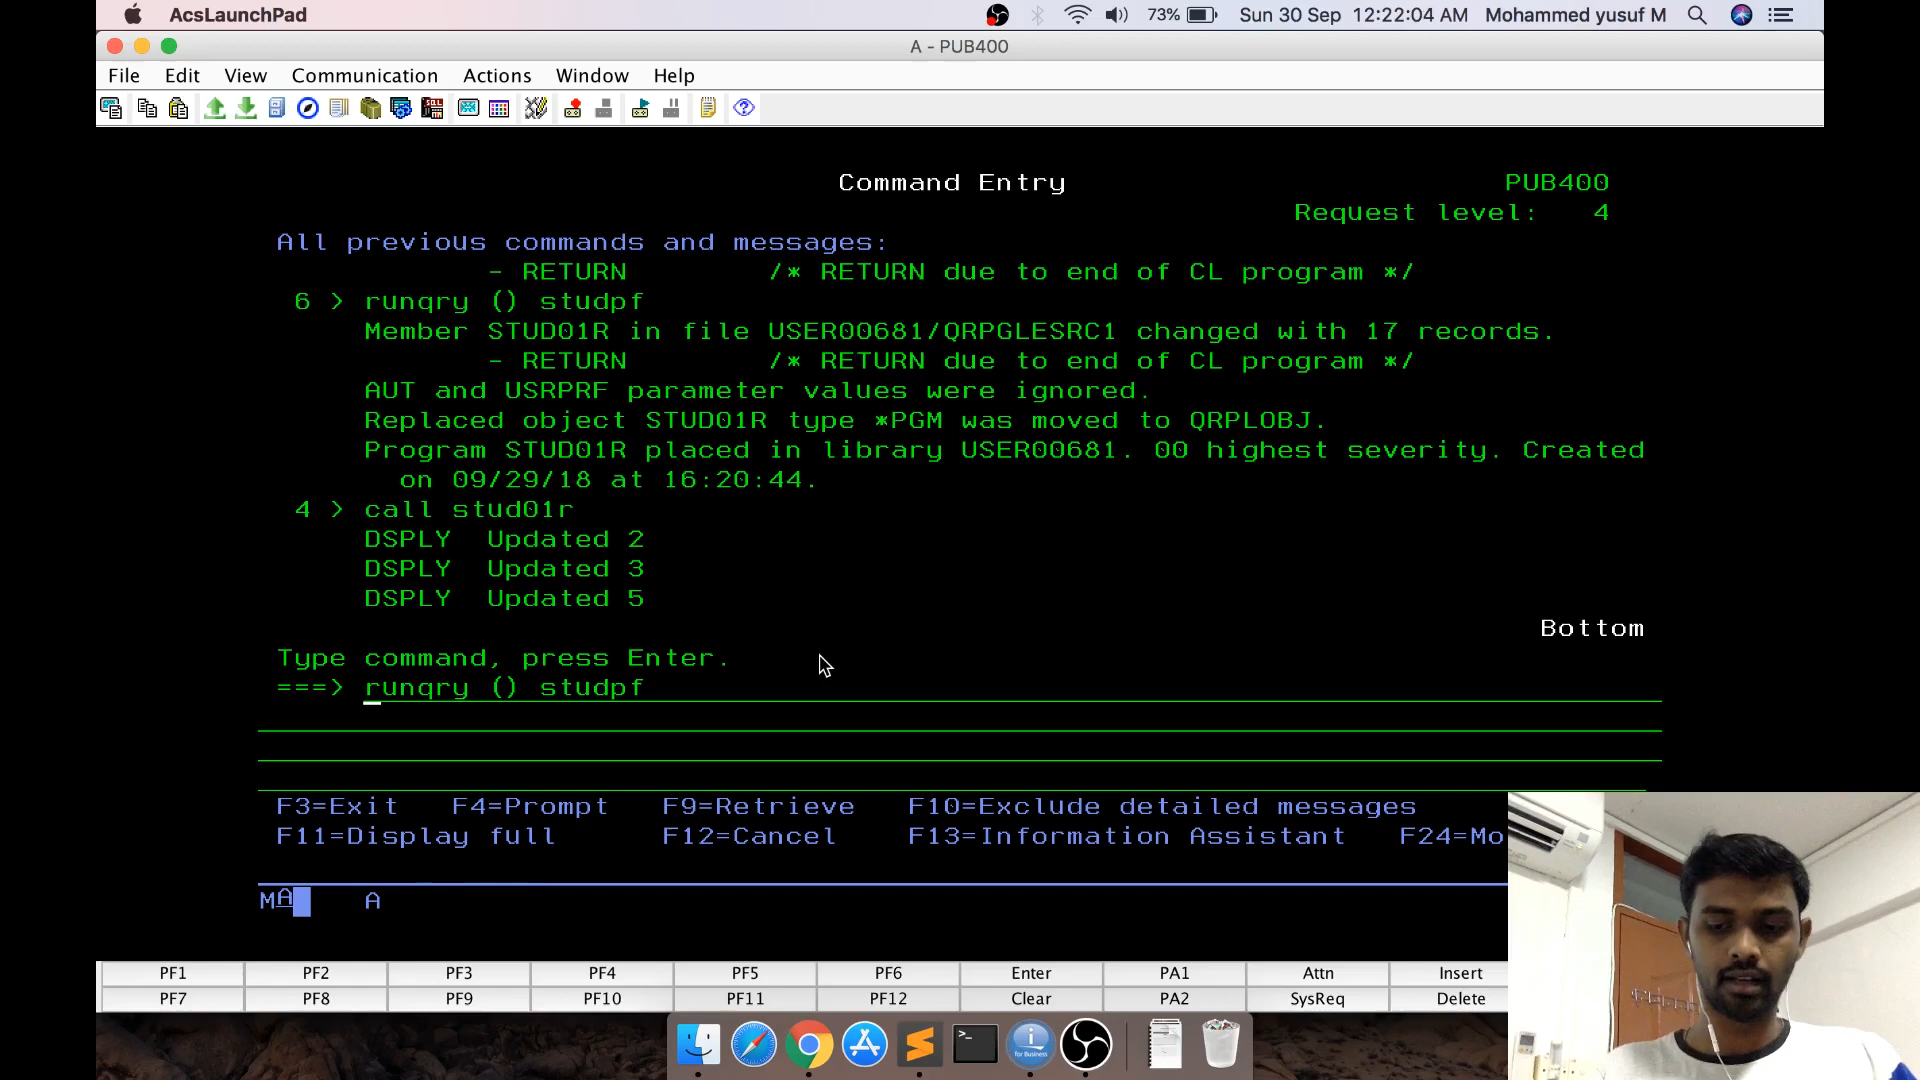 AcsLaunchPad
73%
Sun 30 Sep 12:22:04 AM
Mohammed yusuf M
A - PUB400
File Edit View Communication Actions Window Help
Command Entry PUB400
Request level: 4
All previous commands and messages:
- RETURN /* RETURN due to end of CL program */
6 > runqry () studpf
Member STUD01R in file USER00681/QRPGLESRC1 changed with 17 records.
- RETURN /* RETURN due to end of CL program */
AUT and USRPRF parameter values were ignored.
Replaced object STUD01R type *PGM was moved to QRPLOBJ.
Program STUD01R placed in library USER00681. 00 highest severity. Created
on 09/29/18 at 16:20:44.
4 > call stud01r
DSPLY Updated 2
DSPLY Updated 3
DSPLY Updated 5
Bottom
Type command, press Enter.
===> runqry () studpf
F3=Exit F4=Prompt F9=Retrieve F10=Exclude detailed messages
F11=Display full F12=Cancel F13=Information Assistant F24=Mo
MA A
PF1 PF2 PF3 PF4 PF5 PF6 Enter PA1 Attn Insert
PF7 PF8 PF9 PF10 PF11 PF12 Clear PA2 SysReq Delete
for Business